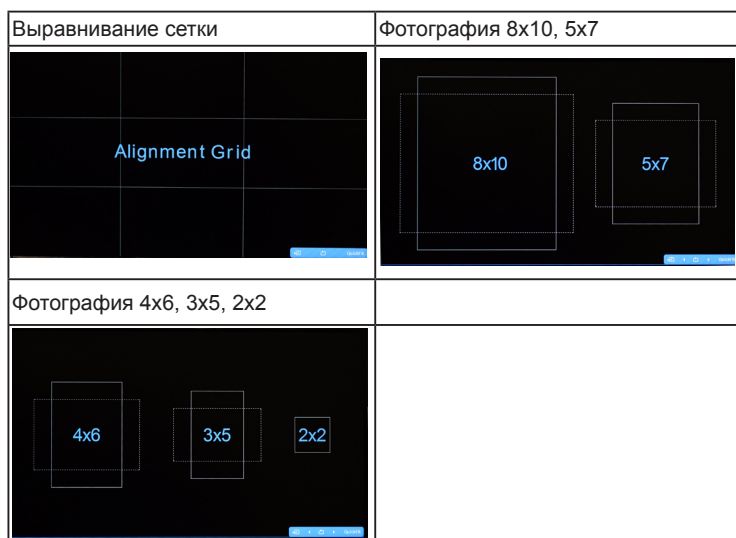 Выравнивание сетки
Фотография 8x10, 5x7
Alignment Grid
8x10
5x7
Фотография 4x6, 3x5, 2x2
4x6
3x5
2x2